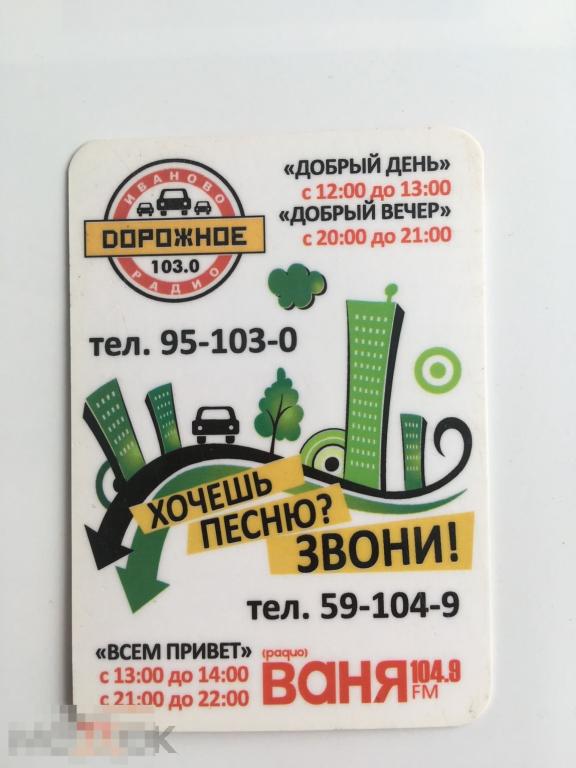 ИВАНОВО
ДОРОЖНОЕ
103.0
РАДИО
«ДОБРЫЙ ДЕНЬ»
с 12:00 до 13:00
«ДОБРЫЙ ВЕЧЕР»
с 20:00 до 21:00
тел. 95-103-0
ХОЧЕШЬ
ПЕСНЮ?
ЗВОНИ!
тел. 59-104-9
«ВСЕМ ПРИВЕТ»
с 13:00 до 14:00
с 21:00 до 22:00
(радио)
ВАНЯ 104.9
FM